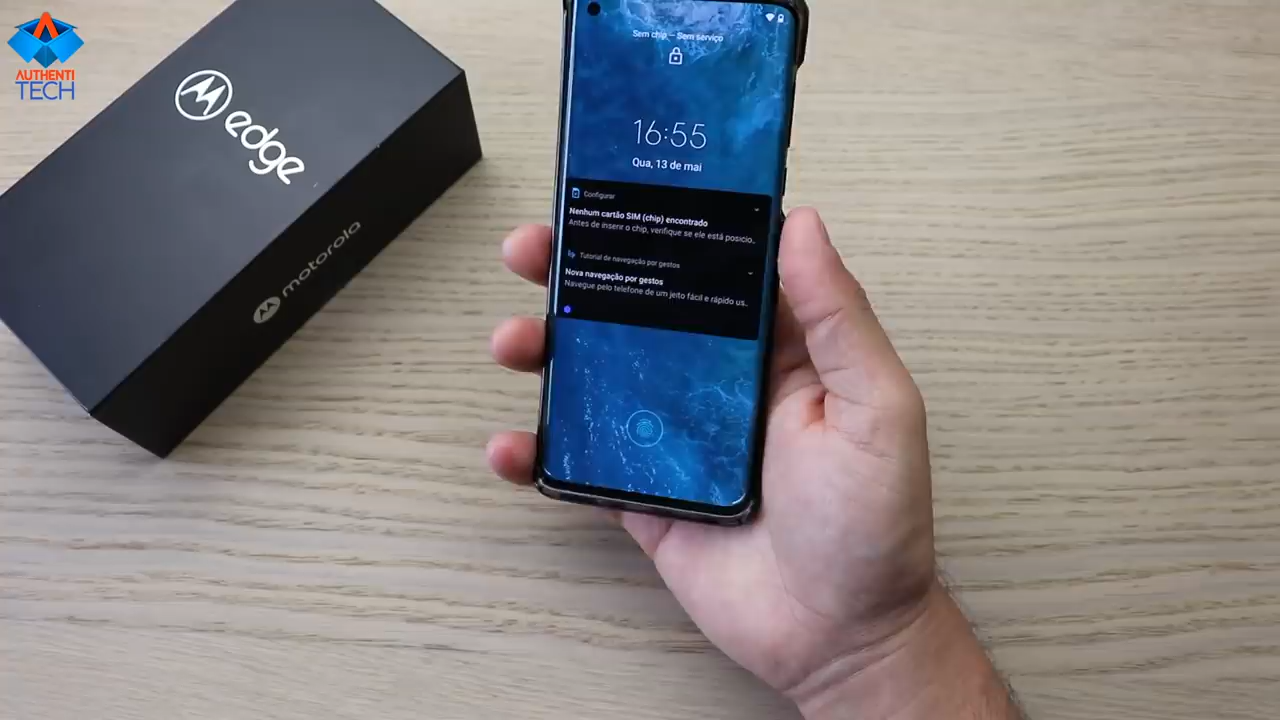 AUTHENTI
TECH
edge
motorola
Sem chip — Sem serviço
16:55
Qua, 13 de mai
Configurar
Nenhum cartão SIM (chip) encontrado
Antes de inserir o chip, verifique se ele está posicio..
Tutorial de navegação por gestos
Nova navegação por gestos
Navegue pelo telefone de um jeito fácil e rápido us..